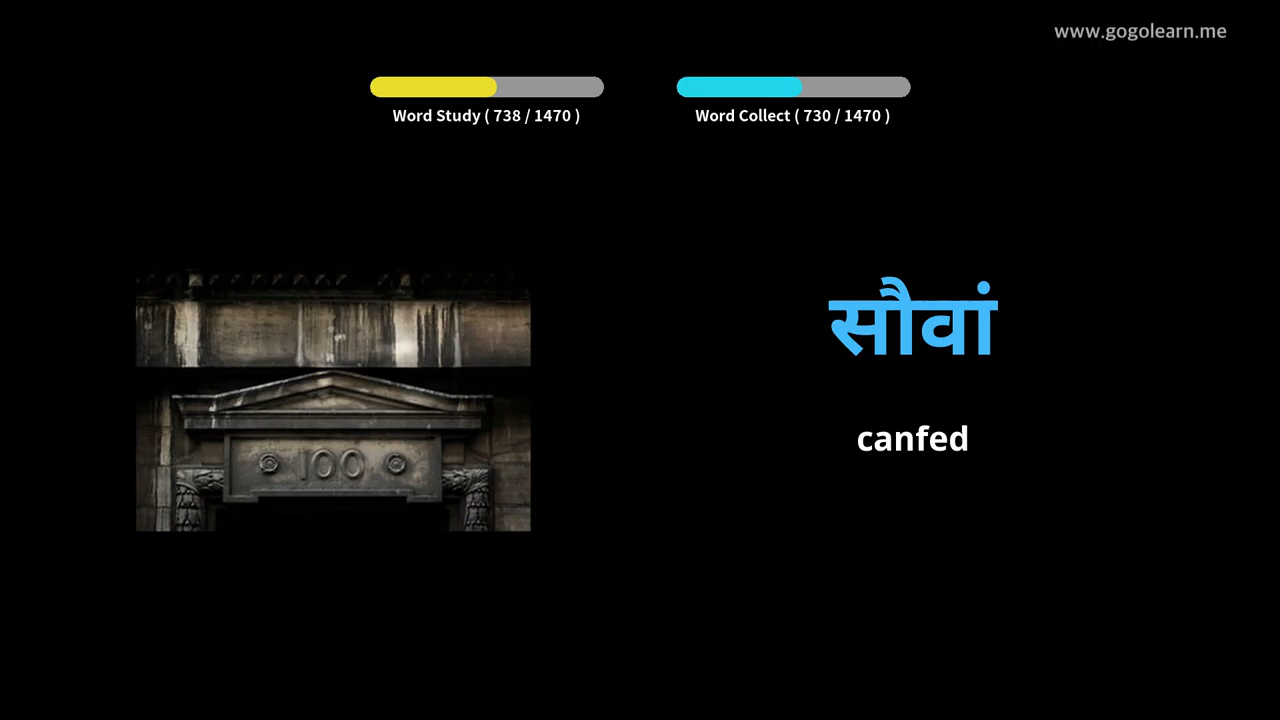 www.gogolearn.me
Word Study ( 738 / 1470 )
Word Collect ( 730 / 1470 )
सौवां
100
canfed